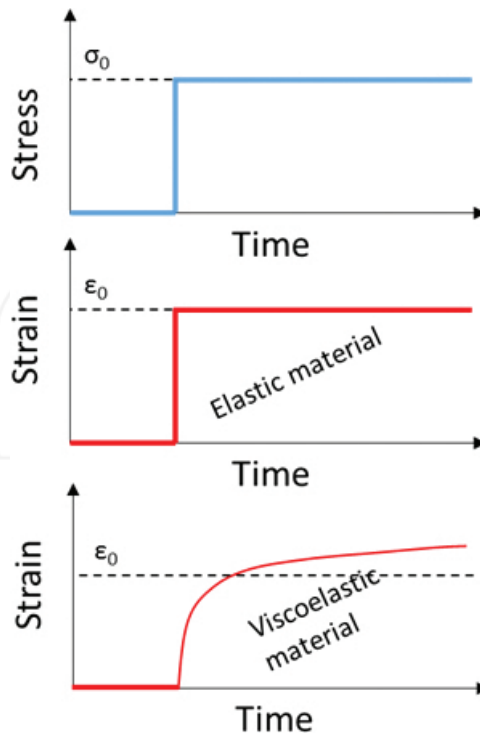 σ₀
Stress
Time
ε₀
Strain
Elastic material
Time
ε₀
Strain
Viscoelastic
material
Time